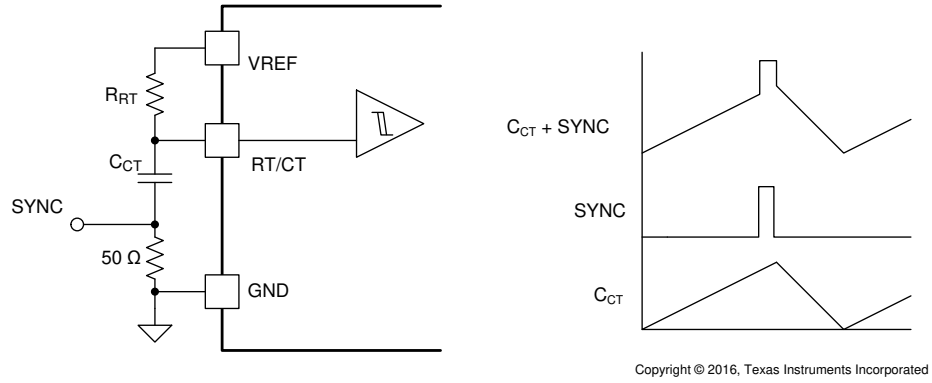 VREF
R_RT
C_CT
RT/CT
SYNC
50 Ω
GND
C_CT + SYNC
SYNC
C_CT
Copyright © 2016, Texas Instruments Incorporated